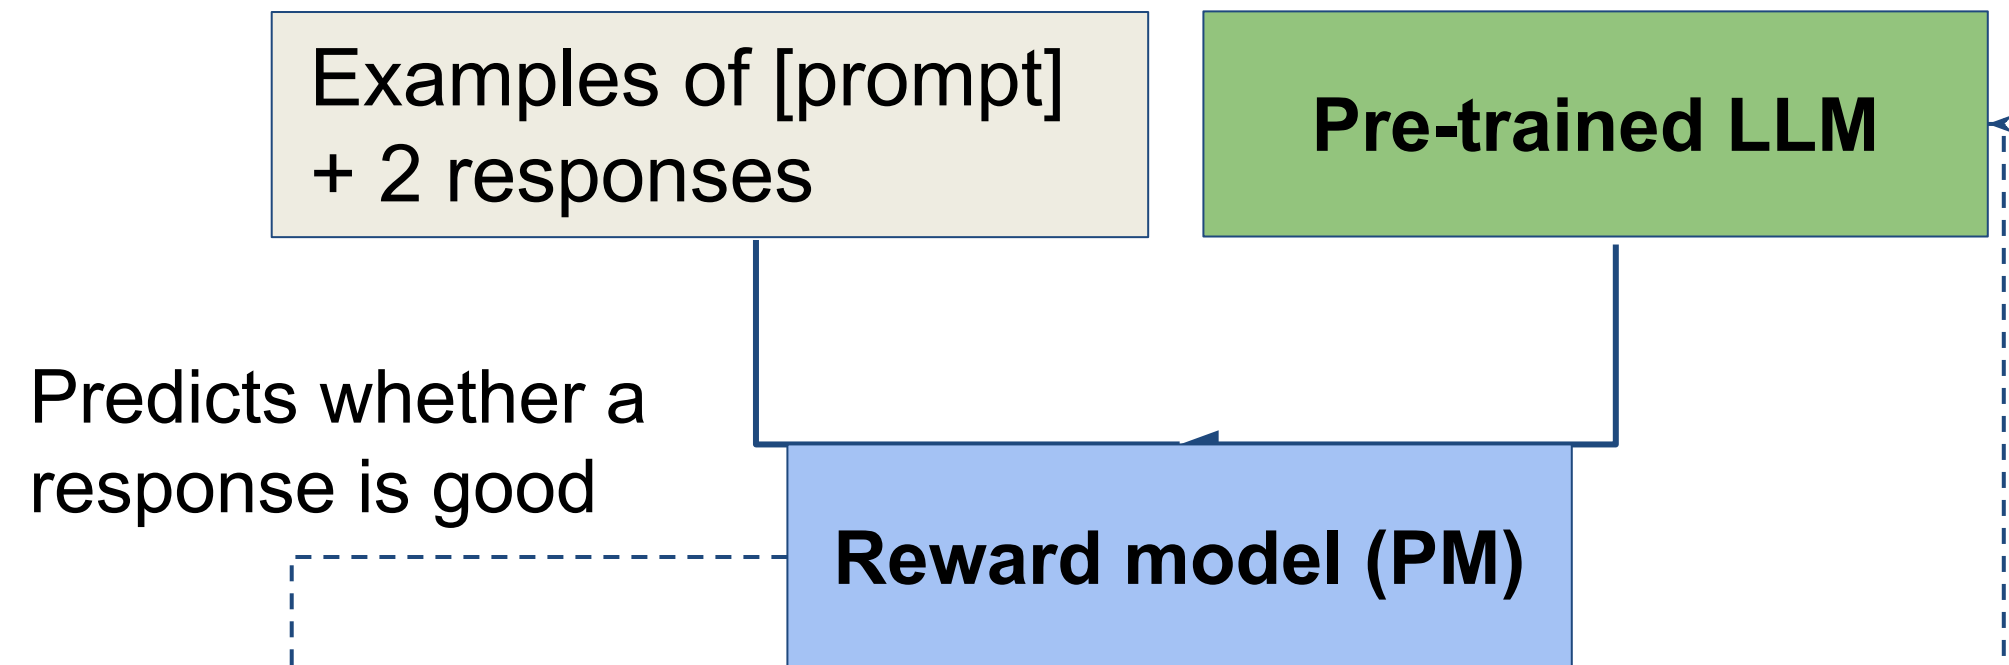 Examples of [prompt]
+ 2 responses
Pre-trained LLM
Predicts whether a
response is good
Reward model (PM)